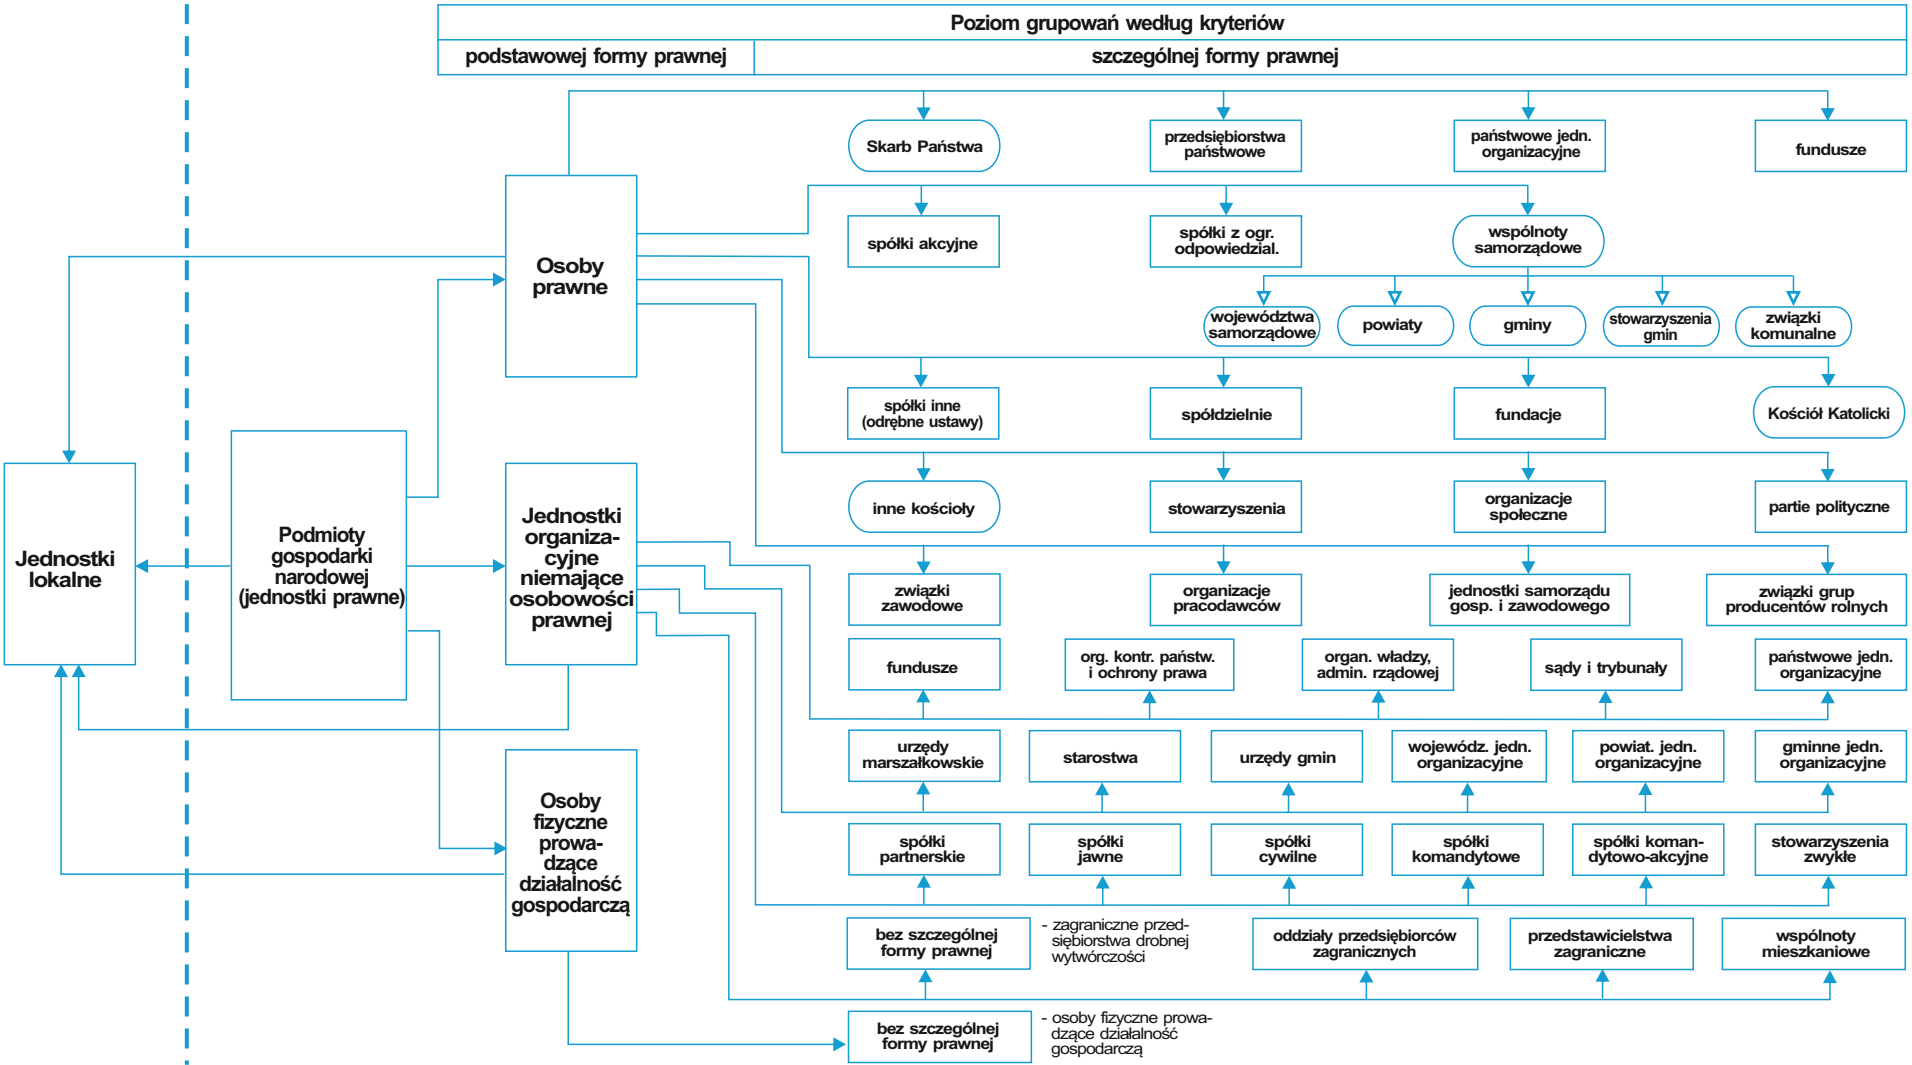 Poziom grupowań według kryteriów
podstawowej formy prawnej
szczególnej formy prawnej
Skarb Państwa
przedsiębiorstwa
państwowe
państwowe jedn.
organizacyjne
fundusze
Osoby
prawne
spółki akcyjne
spółki z ogr.
odpowiedzial.
wspólnoty
samorządowe
województwa
samorządowe
powiaty
gminy
stowarzyszenia
gmin
związki
komunalne
spółki inne
(odrębne ustawy)
spółdzielnie
fundacje
Kościół Katolicki
inne kościoły
stowarzyszenia
organizacje
społeczne
partie polityczne
związki
zawodowe
organizacje
pracodawców
jednostki samorządu
gosp. i zawodowego
związki grup
producentów rolnych
Jednostki
lokalne
Podmioty
gospodarki
narodowej
(jednostki prawne)
Jednostki
organiza-
cyjne
niemające
osobowości
prawnej
fundusze
org. kontr. państw.
i ochrony prawa
organ. władzy,
admin. rządowej
sądy i trybunały
państwowe jedn.
organizacyjne
urzędy
marszałkowskie
starostwa
urzędy gmin
wojewódz. jedn.
organizacyjne
powiat. jedn.
organizacyjne
gminne jedn.
organizacyjne
Osoby
fizyczne
prowa-
dzące
działalność
gospodarczą
spółki
partnerskie
spółki
jawne
spółki
cywilne
spółki
komandytowe
spółki koman-
dytowo-akcyjne
stowarzyszenia
zwykłe
bez szczególnej
formy prawnej
- zagraniczne przed-
siębiorstwa drobnej
wytwórczości
oddziały przedsiębiorców
zagranicznych
przedstawicielstwa
zagraniczne
wspólnoty
mieszkaniowe
bez szczególnej
formy prawnej
- osoby fizyczne prowa-
dzące działalność
gospodarczą